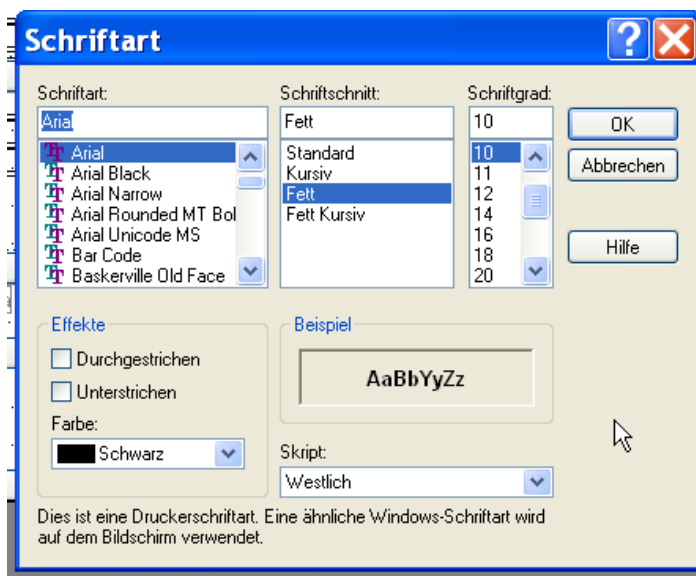 Schriftart
Schriftart:
Arial
Arial
Arial Black
Arial Narrow
Arial Rounded MT Bol
Arial Unicode MS
Bar Code
Baskerville Old Face
Schriftschnitt:
Fett
Standard
Kursiv
Fett
Fett Kursiv
Schriftgrad:
10
10
11
12
14
16
18
20
OK
Abbrechen
Hilfe
Effekte
Durchgestrichen
Unterstrichen
Farbe:
Schwarz
Beispiel
AaBbYyZz
Skript:
Westlich
Dies ist eine Druckerschriftart. Eine ähnliche Windows-Schriftart wird
auf dem Bildschirm verwendet.